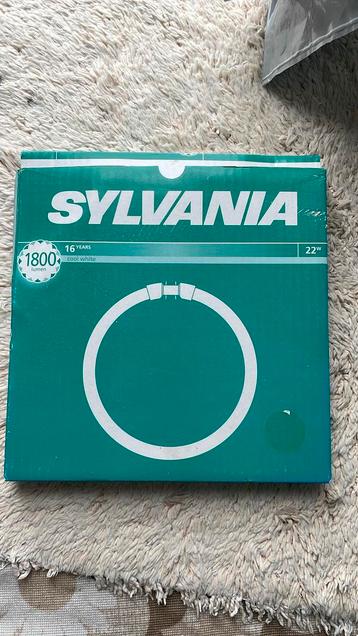 SYLVANIA
16 YEARS
cool white
22W
1800
lumen